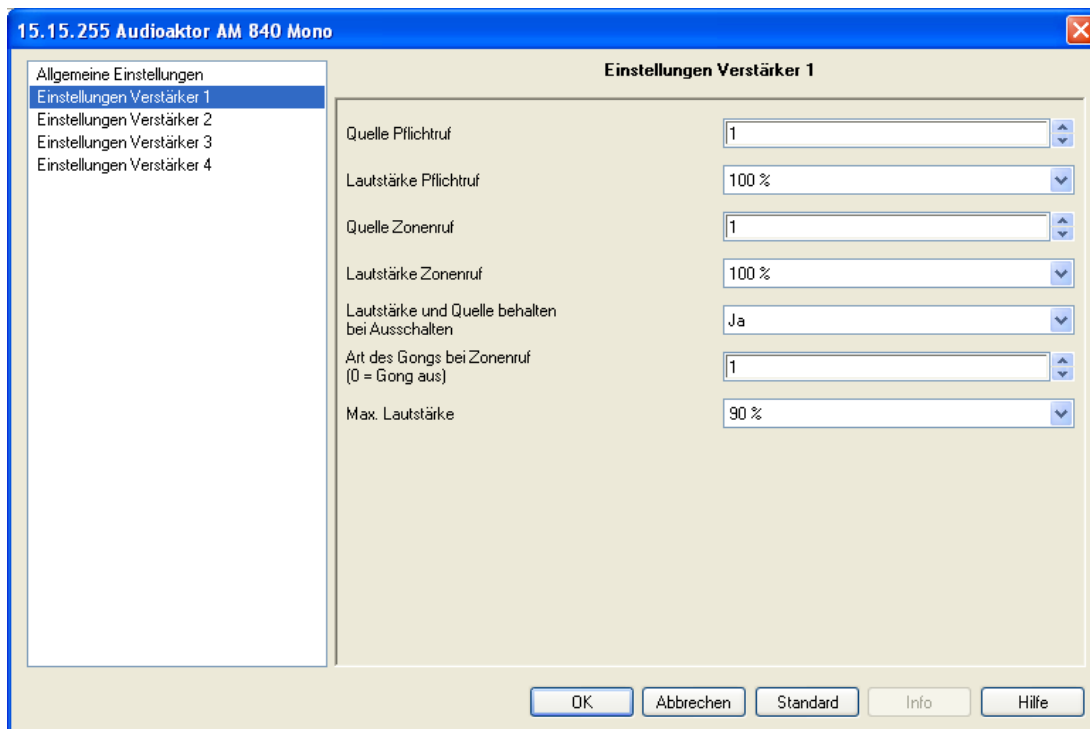 15.15.255 Audioaktor AM 840 Mono
Allgemeine Einstellungen
Einstellungen Verstärker 1
Einstellungen Verstärker 2
Einstellungen Verstärker 3
Einstellungen Verstärker 4
Einstellungen Verstärker 1
Quelle Pflichtruf
1
Lautstärke Pflichtruf
100 %
Quelle Zonenruf
1
Lautstärke Zonenruf
100 %
Lautstärke und Quelle behalten
bei Ausschalten
Ja
Art des Gongs bei Zonenruf
(0 = Gong aus)
1
Max. Lautstärke
90 %
OK Abbrechen Standard Info Hilfe